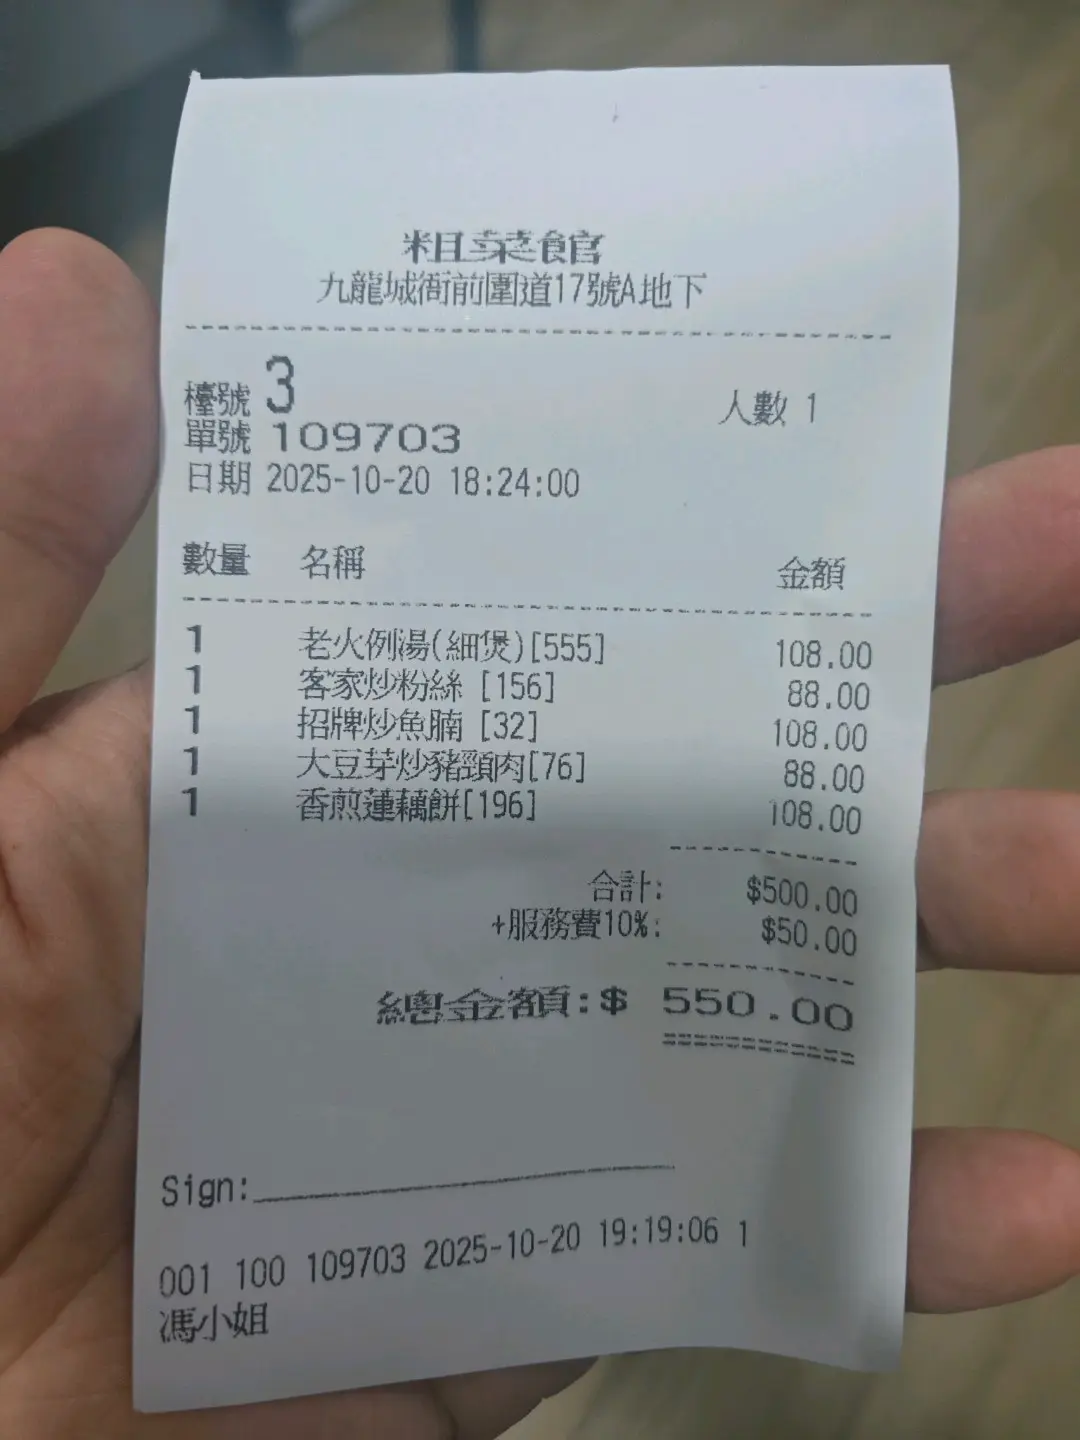 粗菜館
九龍城衙前圍道17號A地下
檯號 3 人數 1
單號 109703
日期 2025-10-20 18:24:00
數量 名稱 金額
1 老火例湯(細煲)[555] 108.00
1 客家炒粉絲 [156] 88.00
1 招牌炒魚腩 [32] 108.00
1 大豆芽炒豬頸肉[76] 88.00
1 香煎蓮藕餅[196] 108.00
合計: $500.00
+服務費10%: $50.00
總金額:$ 550.00
Sign:
001 100 109703 2025-10-20 19:19:06 1
馮小姐